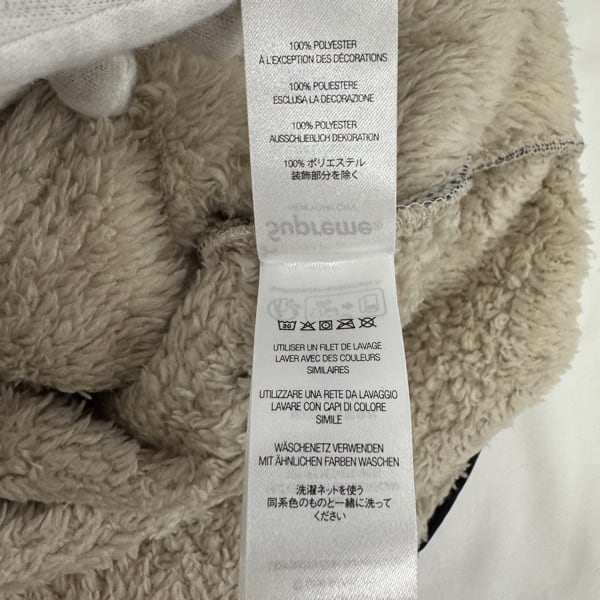 100% POLYESTER
À L'EXCEPTION DES DÉCORATIONS
100% POLIESTERE
ESCLUSA LA DECORAZIONE
100% POLYESTER
AUSSCHLIEßLICH DEKORATION
100% ポリエステル
装飾部分を除く
NEW YORK CITY
Supreme®
30
UTILISER UN FILET DE LAVAGE
LAVER AVEC DES COULEURS
SIMILAIRES
UTILIZZARE UNA RETE DA LAVAGGIO
LAVARE CON CAPI DI COLORE
SIMILE
WÄSCHENETZ VERWENDEN
MIT ÄHNLICHEN FARBEN WASCHEN
洗濯ネットを使う
同系色のものと一緒に洗って
ください